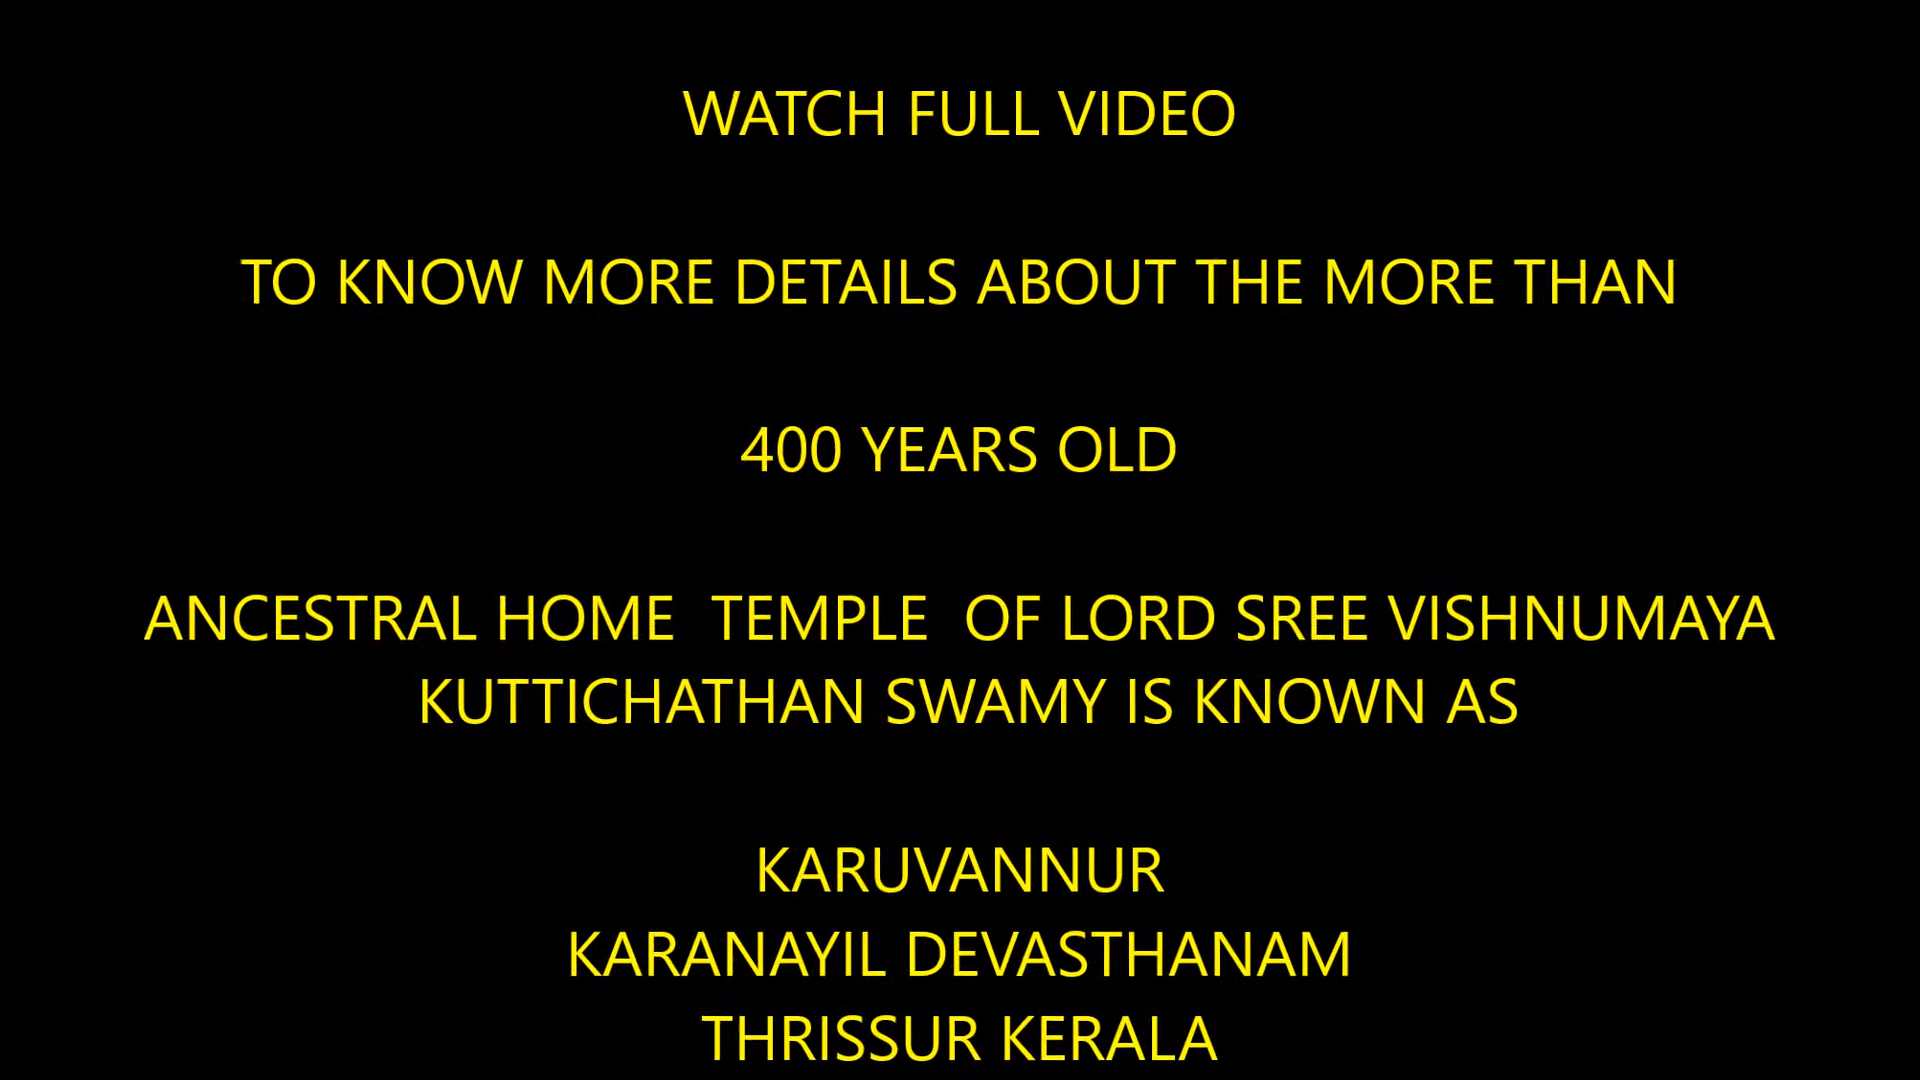 WATCH FULL VIDEO
TO KNOW MORE DETAILS ABOUT THE MORE THAN
400 YEARS OLD
ANCESTRAL HOME  TEMPLE  OF LORD SREE VISHNUMAYA
KUTTICHATHAN SWAMY IS KNOWN AS
KARUVANNUR
KARANAYIL DEVASTHANAM
THRISSUR KERALA